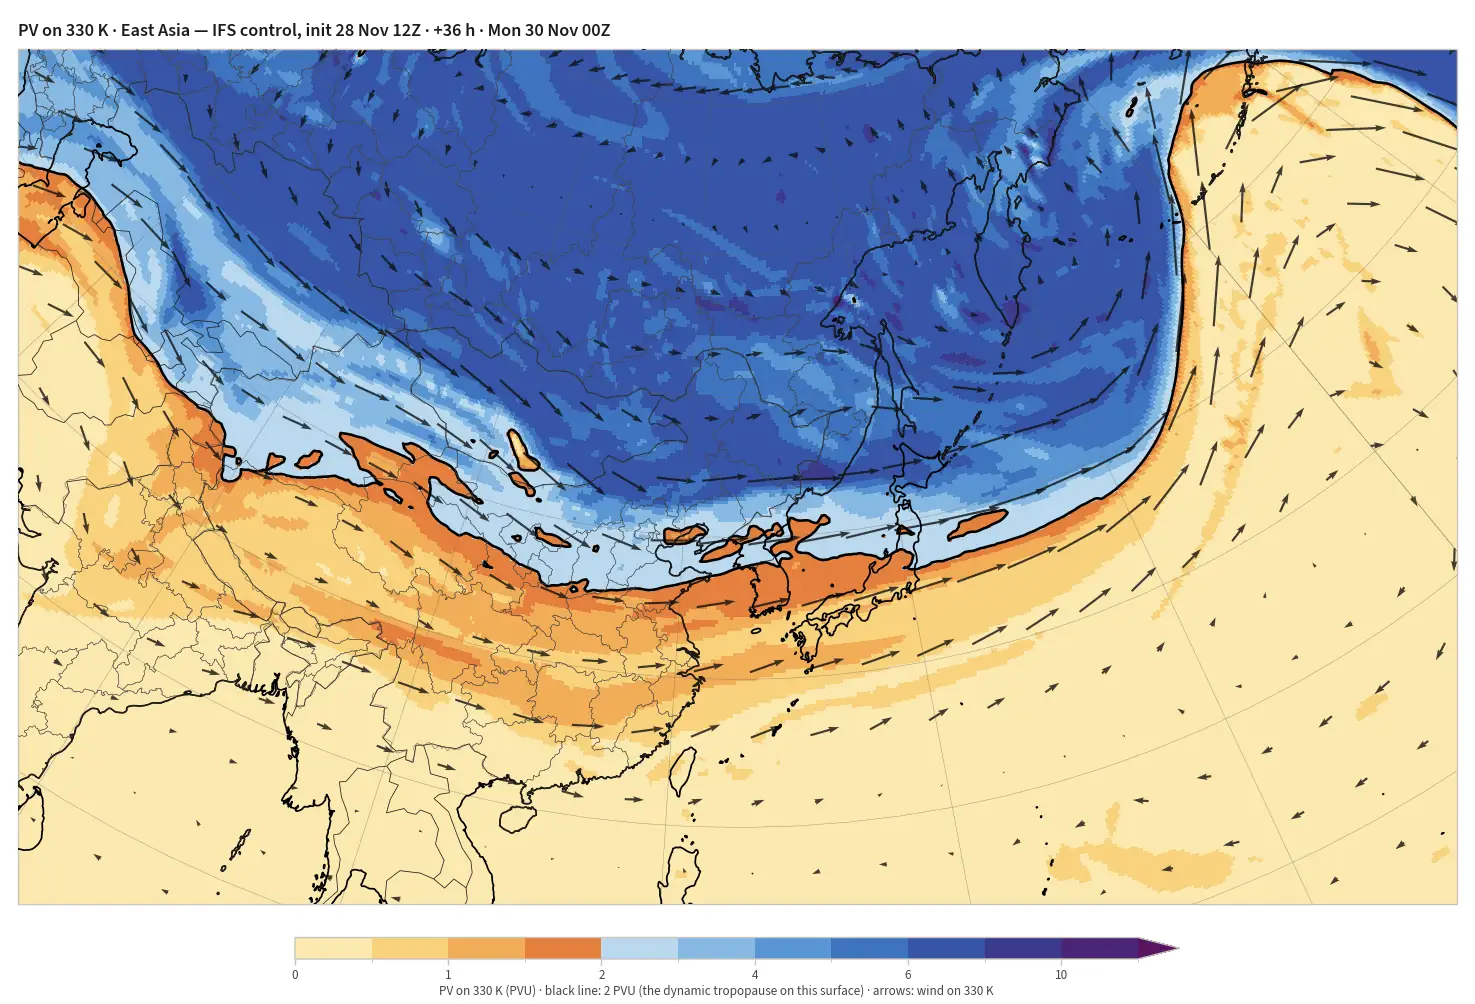 PV on 330 K · East Asia — IFS control, init 28 Nov 12Z · +36 h · Mon 30 Nov 00Z
0 1 2 4 6 10
PV on 330 K (PVU) · black line: 2 PVU (the dynamic tropopause on this surface) · arrows: wind on 330 K